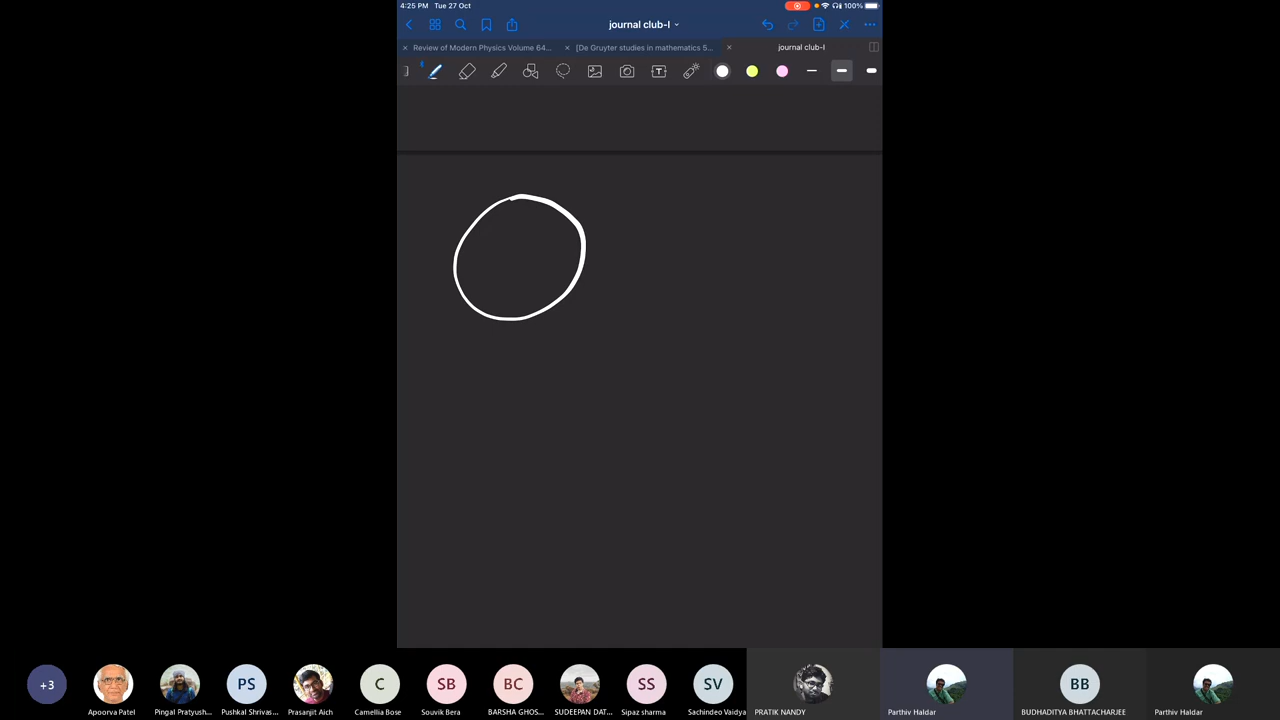 4:25 PM Tue 27 Oct
100%
journal club-I
Review of Modern Physics Volume 64...
[De Gruyter studies in mathematics 5...
journal club-I
T
+3
PS
C
SB
BC
SS
SV
BB
Apoorva Patel
Pingal Pratyush...
Pushkal Shrivas...
Prasanjit Aich
Camellia Bose
Souvik Bera
BARSHA GHOS...
SUDEEPAN DAT...
Sipaz sharma
Sachindeo Vaidya
PRATIK NANDY
Parthiv Haldar
BUDHADITYA BHATTACHARJEE
Parthiv Haldar